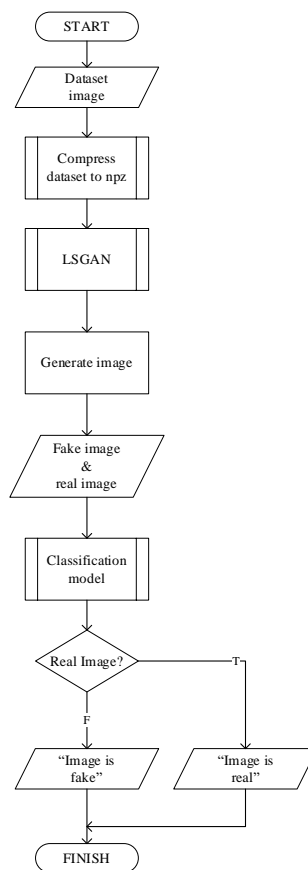 START
Dataset
image
Compress
dataset to npz
LSGAN
Generate image
Fake image
&
real image
Classification
model
Real Image?
T
F
“Image is
fake”
“Image is
real”
FINISH